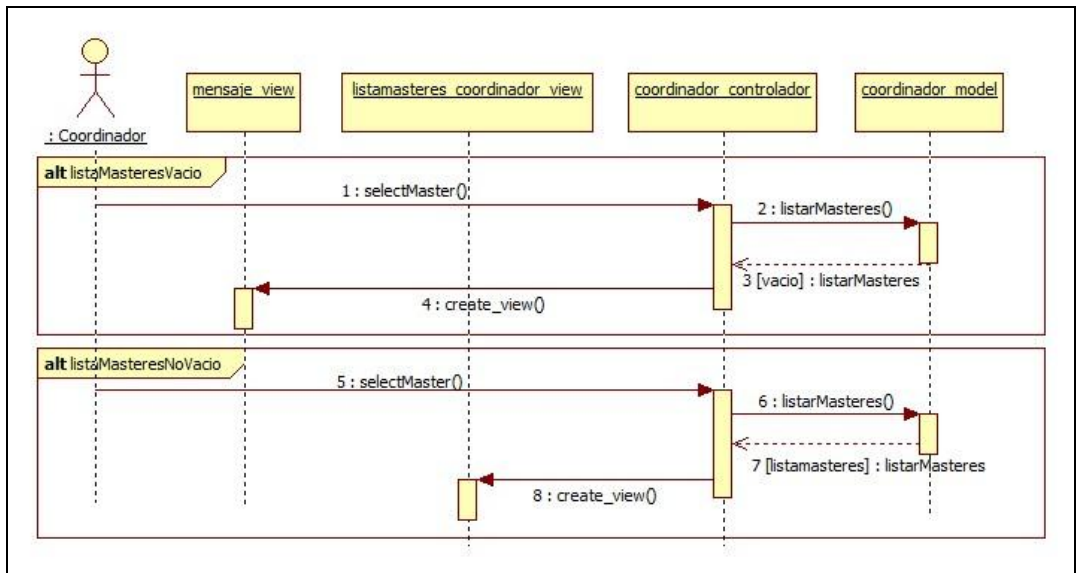 : Coordinador
mensaje_view
listamasteres_coordinador_view
coordinador_controlador
coordinador_model
alt listaMasteresVacio
1 : selectMaster()
2 : listarMasteres()
3 [vacio] : listarMasteres
4 : create_view()
alt listaMasteresNoVacio
5 : selectMaster()
6 : listarMasteres()
7 [listamasteres] : listarMasteres
8 : create_view()